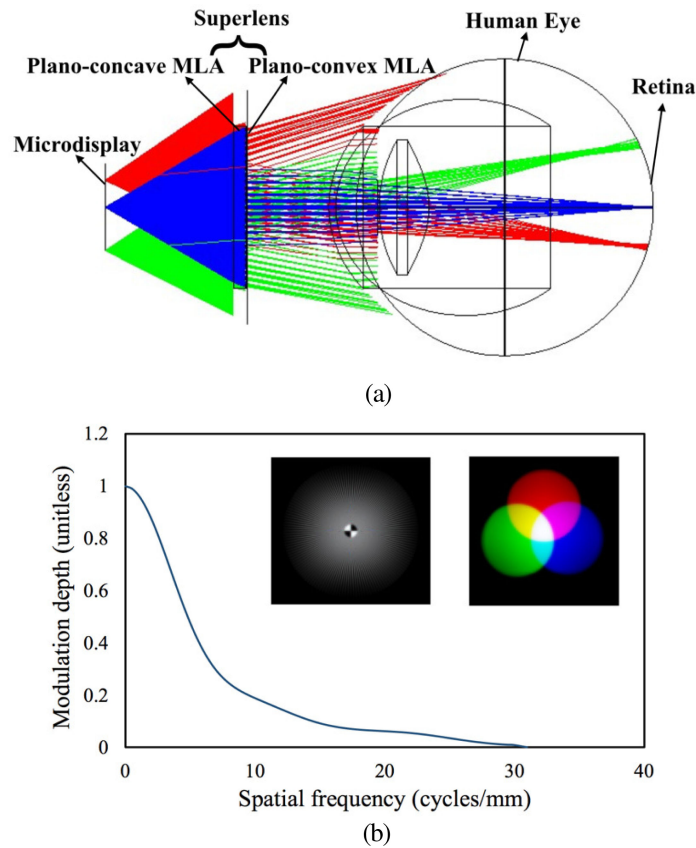 Superlens
Human Eye
Plano-concave MLA
Plano-convex MLA
Retina
Microdisplay
(a)
1.2
1
0.8
0.6
0.4
0.2
0
Modulation depth (unitless)
0
10
20
30
40
Spatial frequency (cycles/mm)
(b)